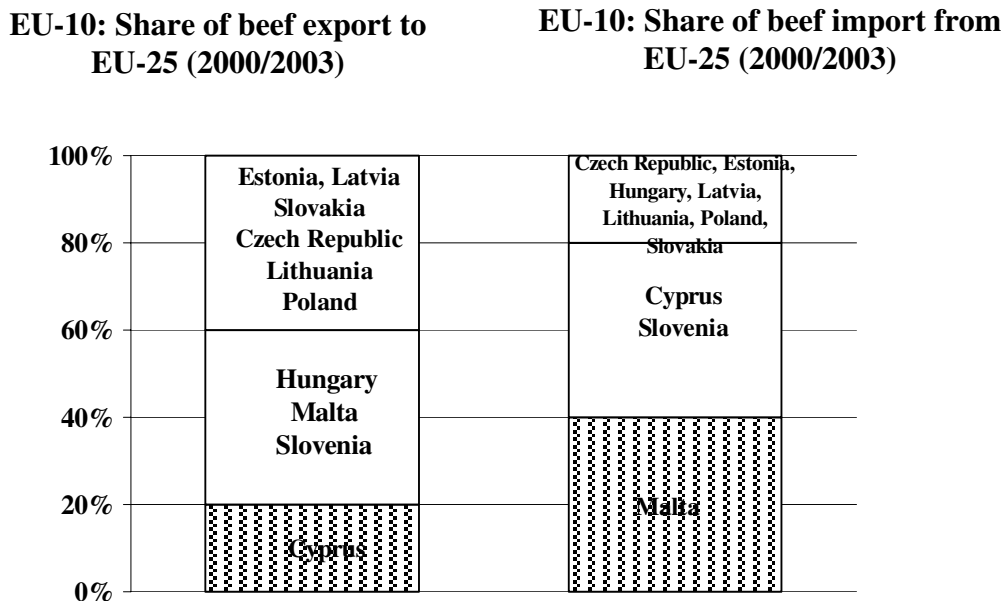 EU-10: Share of beef export to
EU-25 (2000/2003)
EU-10: Share of beef import from
EU-25 (2000/2003)
100%
80%
60%
40%
20%
0%
Estonia, Latvia
Slovakia
Czech Republic
Lithuania
Poland
Hungary
Malta
Slovenia
Cyprus
Czech Republic, Estonia,
Hungary, Latvia,
Lithuania, Poland,
Slovakia
Cyprus
Slovenia
Malta